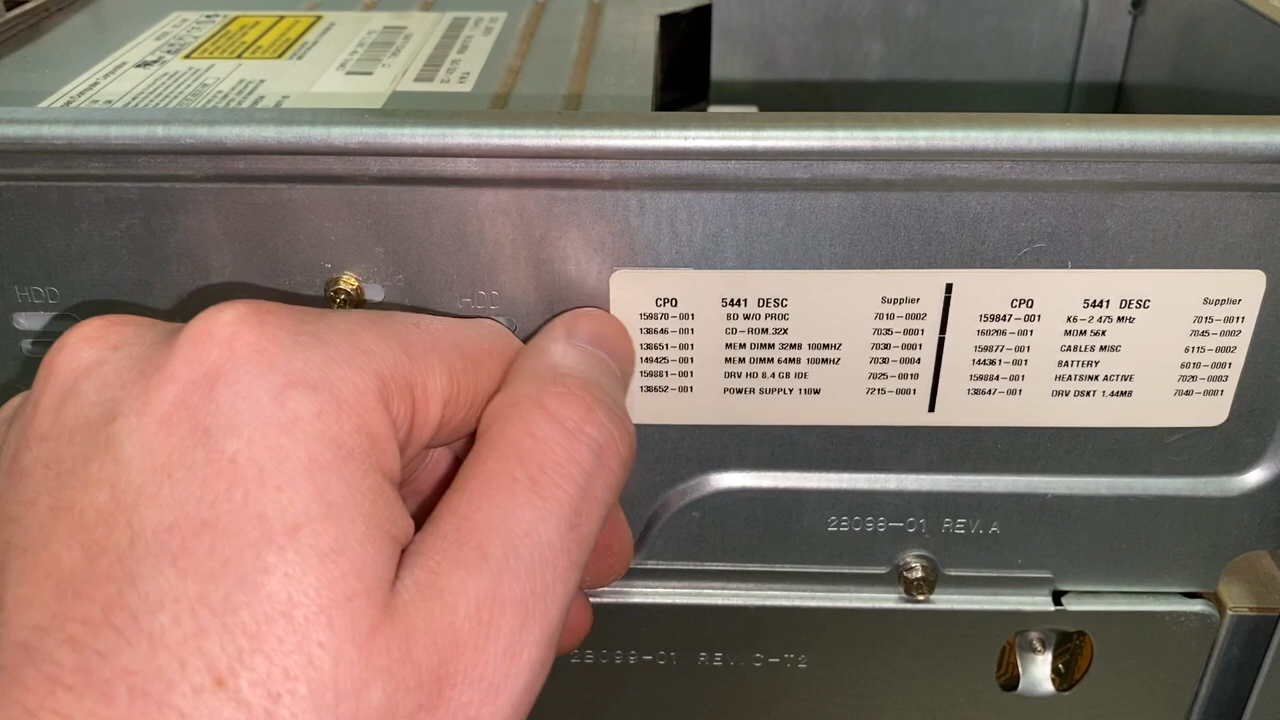 HDD
HDD
CPQ 5441 DESC Supplier
159870-001 BD W/O PROC 7010-0002
138646-001 CD-ROM.32X 7035-0001
138651-001 MEM DIMM 32MB 100MHZ 7030-0001
149425-001 MEM DIMM 64MB 100MHZ 7030-0004
159881-001 DRV HD 8.4 GB IDE 7025-0010
138652-001 POWER SUPPLY 110W 7215-0001
CPQ 5441 DESC Supplier
159847-001 K6-2 475 MHz 7015-0011
160206-001 MDM 56K 7045-0002
159877-001 CABLES MISC 6115-0002
144361-001 BATTERY 6010-0001
159884-001 HEATSINK ACTIVE 7020-0003
138647-001 DRV DSKT 1.44MB 7040-0001
2B098-01 REV.A
2B099-01 REV.C-T2